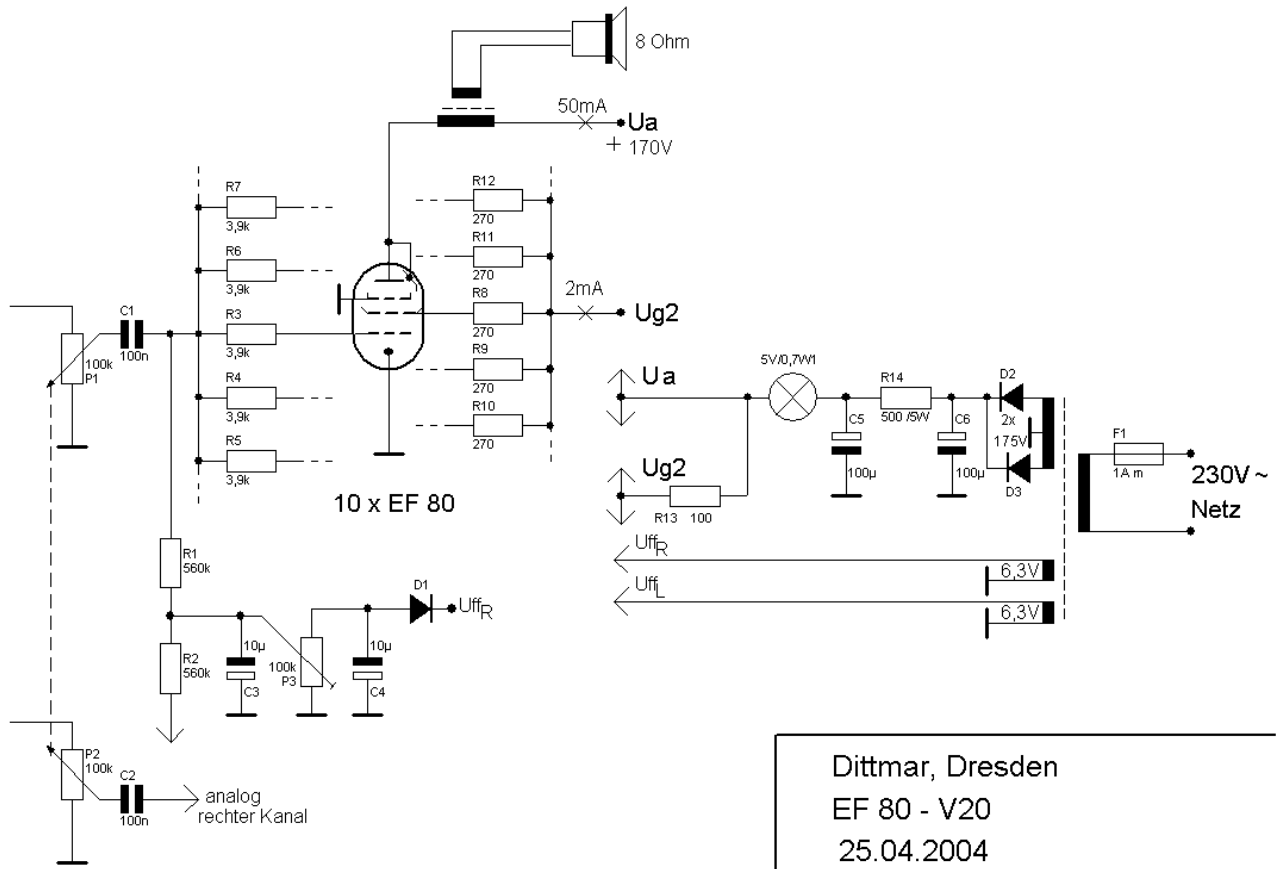 8 Ohm
50mA
Ua
+ 170V
R7
3,9k
R6
3,9k
R3
3,9k
R4
3,9k
R5
3,9k
R12
270
R11
270
R8
270
R9
270
R10
270
2mA
Ug2
C1
100n
100k
P1
10 x EF 80
Ua
5V/0,7W1
R14
500 /5W
C5
100µ
C6
100µ
D2
2x
175V
D3
F1
1A m
230V ~
Netz
Ug2
R13 100
UffR
UffL
6,3V
6,3V
R1
560k
R2
560k
10µ
C3
100k
P3
10µ
C4
D1
UffR
P2
100k
C2
100n
analog
rechter Kanal
Dittmar, Dresden
EF 80 - V20
25.04.2004